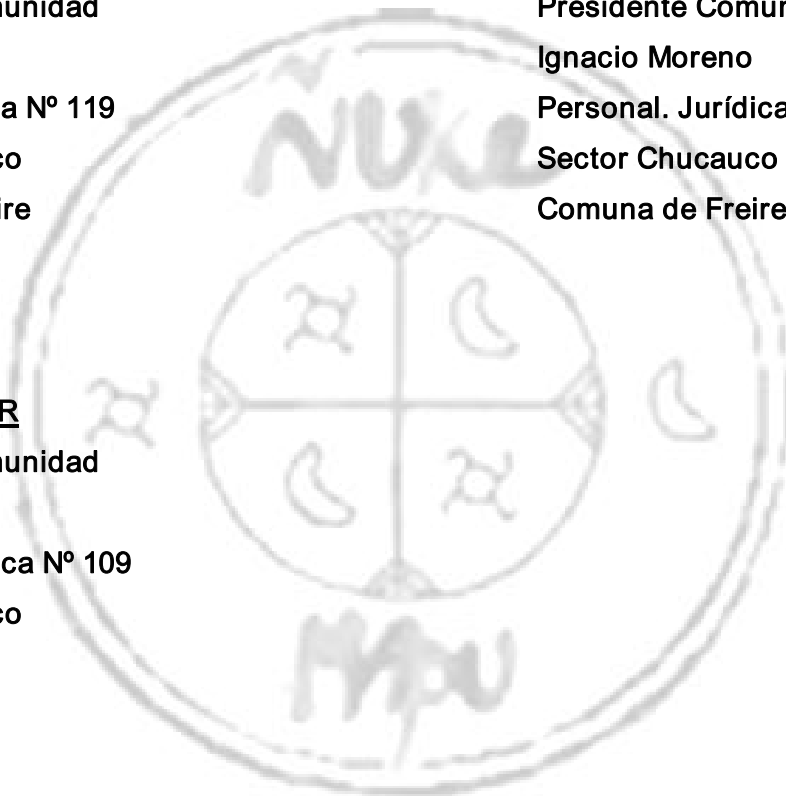 unidad
a Nº 119
co
ire
R
unidad
ca Nº 109
co
Presidente Comun
Ignacio Moreno
Personal. Jurídica
Sector Chucauco
Comuna de Freire
ÑUKE
MAPU